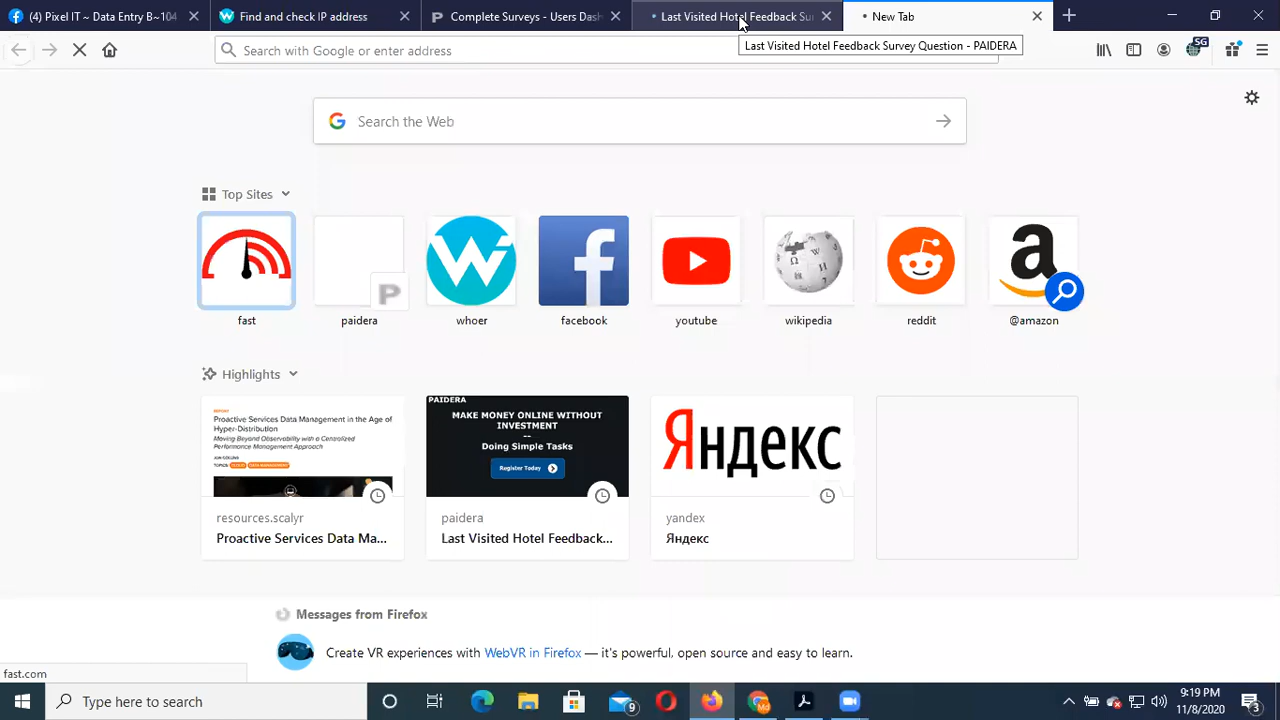 (4) Pixel IT ~ Data Entry B~104
Find and check IP address
Complete Surveys - Users Das
Last Visited Hotel Feedback Su
New Tab
Search with Google or enter address
Last Visited Hotel Feedback Survey Question - PAIDERA
SG
Search the Web
Top Sites
fast
paidera
whoer
facebook
youtube
wikipedia
reddit
@amazon
Highlights
Proactive Services Data Management in the Age of
Hyper-Distribution
Moving Beyond Observability with a Centralized
Performance Management Approach
PAIDERA
MAKE MONEY ONLINE WITHOUT
INVESTMENT
--
Doing Simple Tasks
Register Today
Яндекс
resources.scalyr
Proactive Services Data Ma...
paidera
Last Visited Hotel Feedback...
yandex
Яндекс
Messages from Firefox
Create VR experiences with WebVR in Firefox — it's powerful, open source and easy to learn.
fast.com
Type here to search
9
9:19 PM
11/8/2020
3